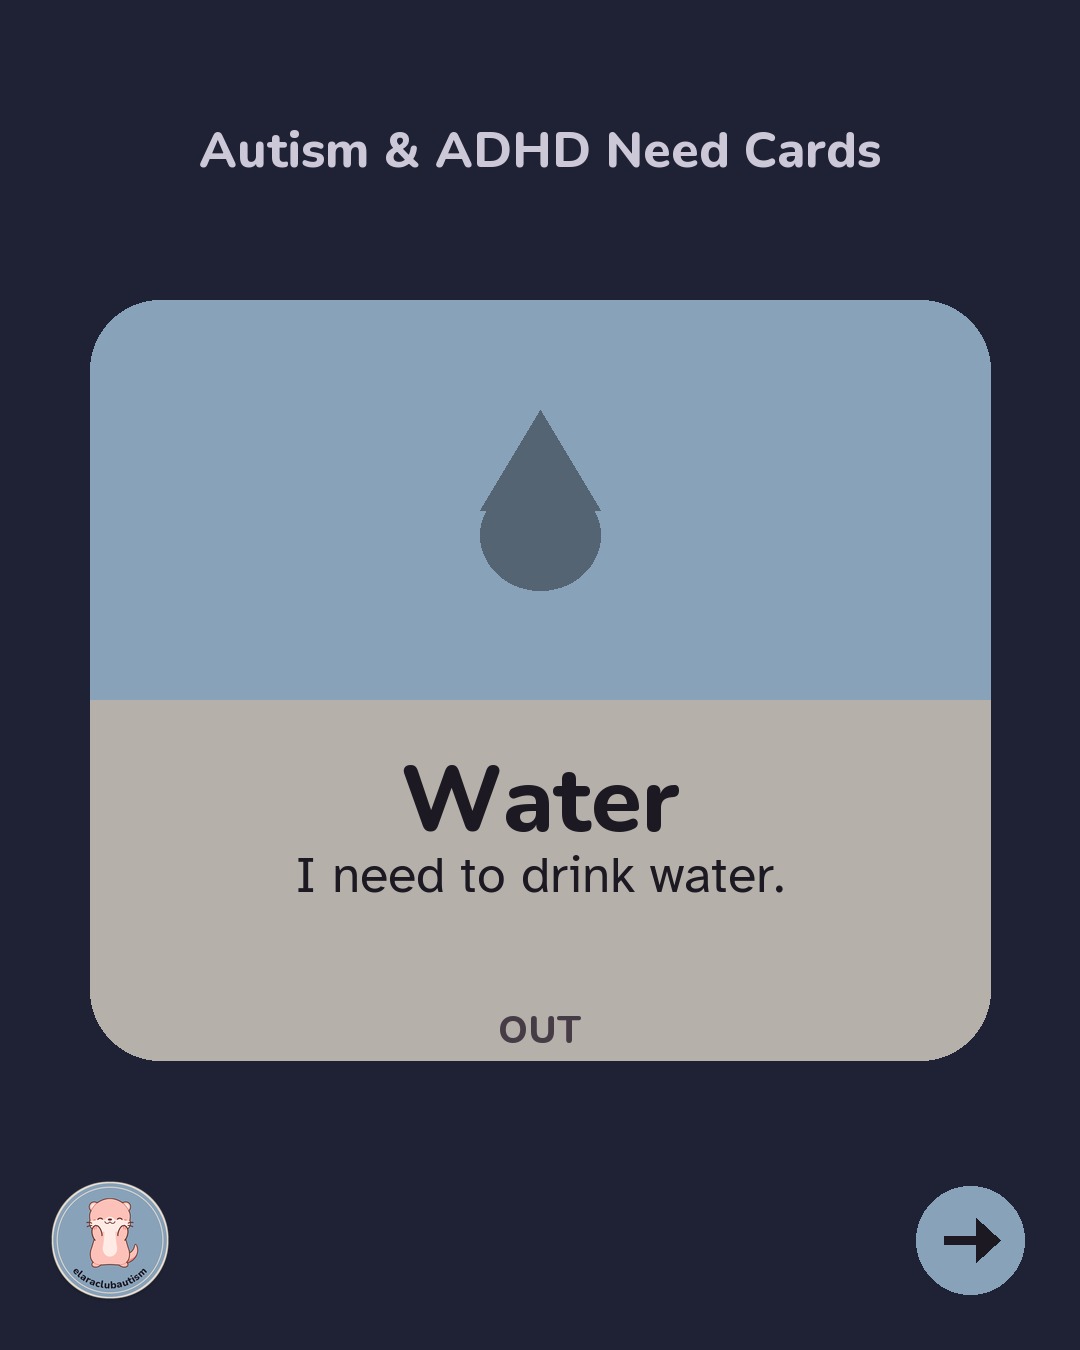 Autism & ADHD Need Cards
Water
I need to drink water.
OUT
elaraclubautism